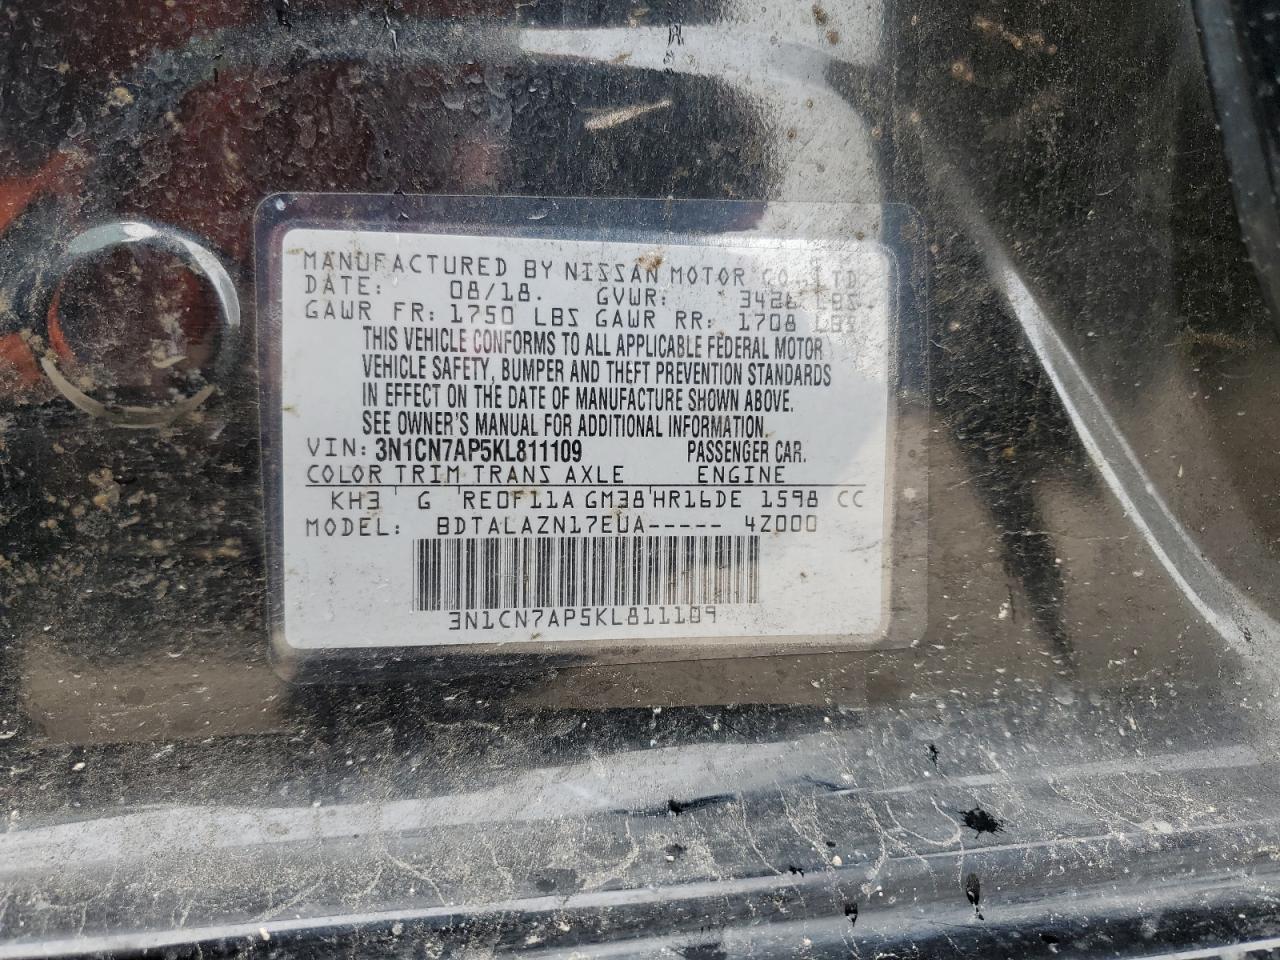 MANUFACTURED BY NISSAN MOTOR CO.,LTD.
DATE: 08/18. GVWR: 3426 LBS.
GAWR FR: 1750 LBS GAWR RR: 1708 LBS
THIS VEHICLE CONFORMS TO ALL APPLICABLE FEDERAL MOTOR
VEHICLE SAFETY, BUMPER AND THEFT PREVENTION STANDARDS
IN EFFECT ON THE DATE OF MANUFACTURE SHOWN ABOVE.
SEE OWNER'S MANUAL FOR ADDITIONAL INFORMATION.
VIN: 3N1CN7AP5KL811109 PASSENGER CAR.
COLOR TRIM TRANS AXLE ENGINE
KH3 G RE0F11A GM38 HR16DE 1598 CC
MODEL: BDTALAZN17EUA----- 4Z000
3N1CN7AP5KL811109